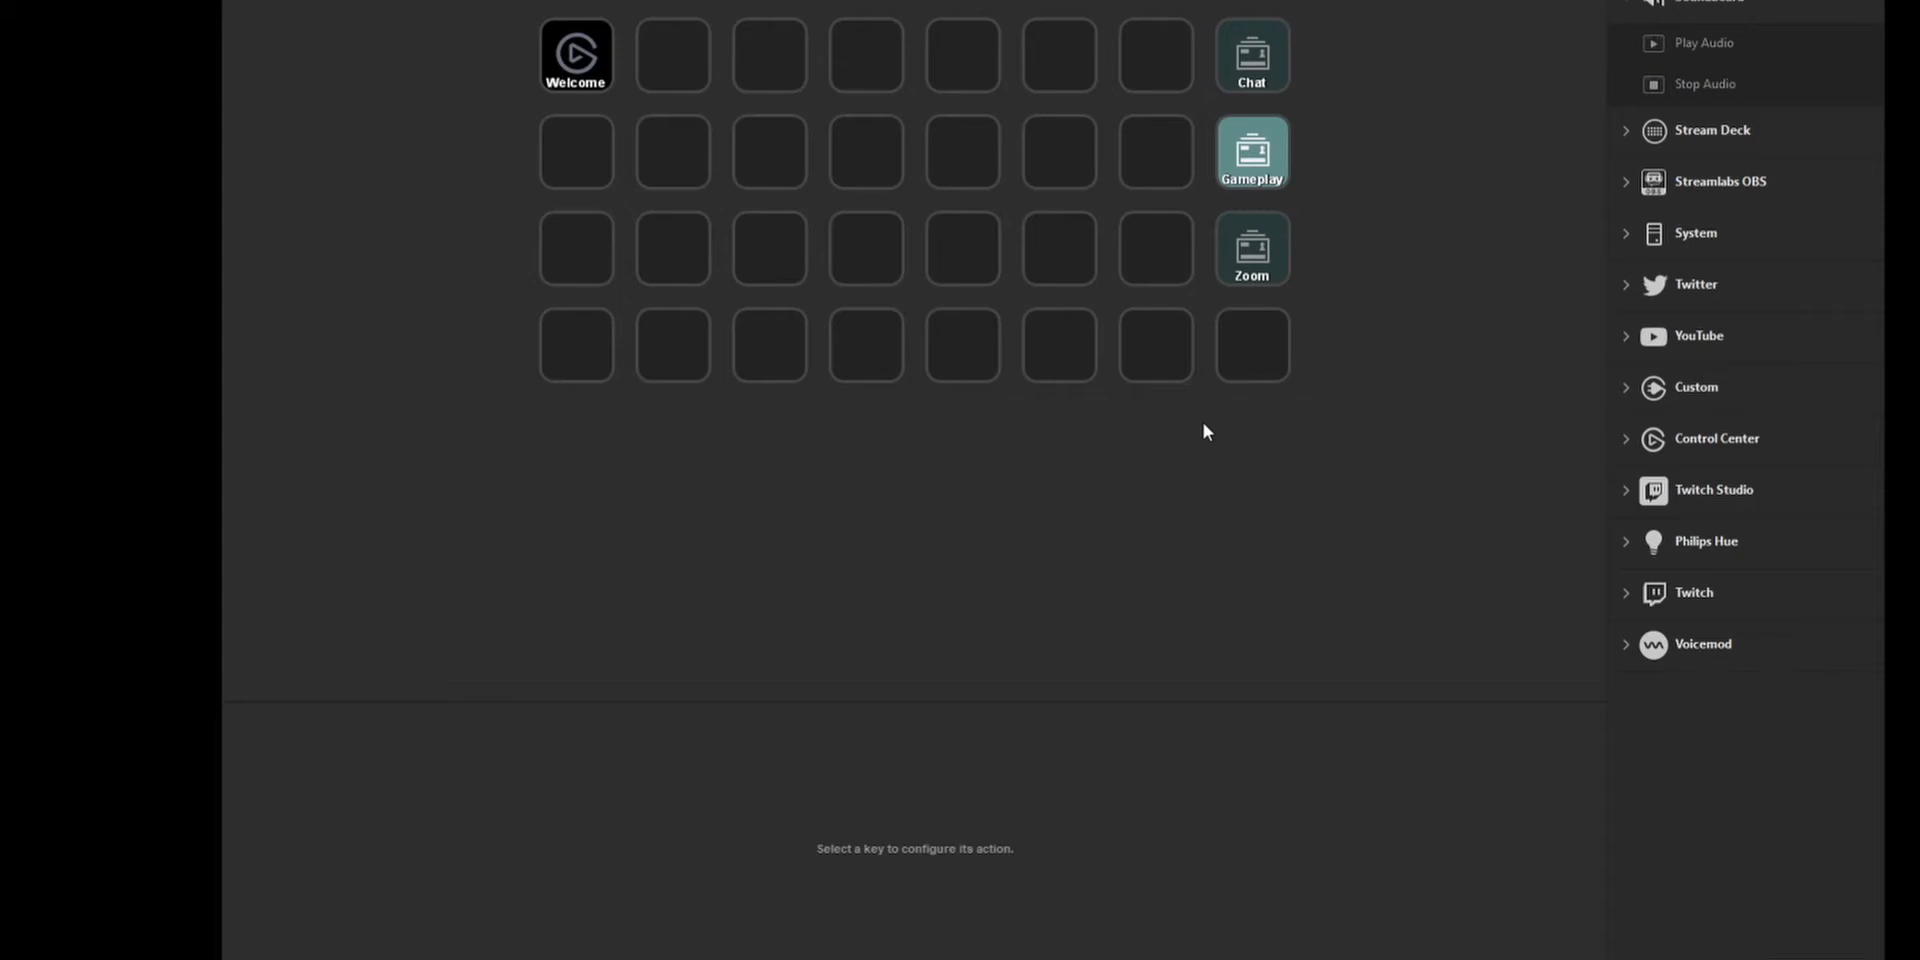 Welcome
Chat
Gameplay
Zoom
Select a key to configure its action.
Soundboard
Play Audio
Stop Audio
Stream Deck
Streamlabs OBS
System
Twitter
YouTube
Custom
Control Center
Twitch Studio
Philips Hue
Twitch
Voicemod